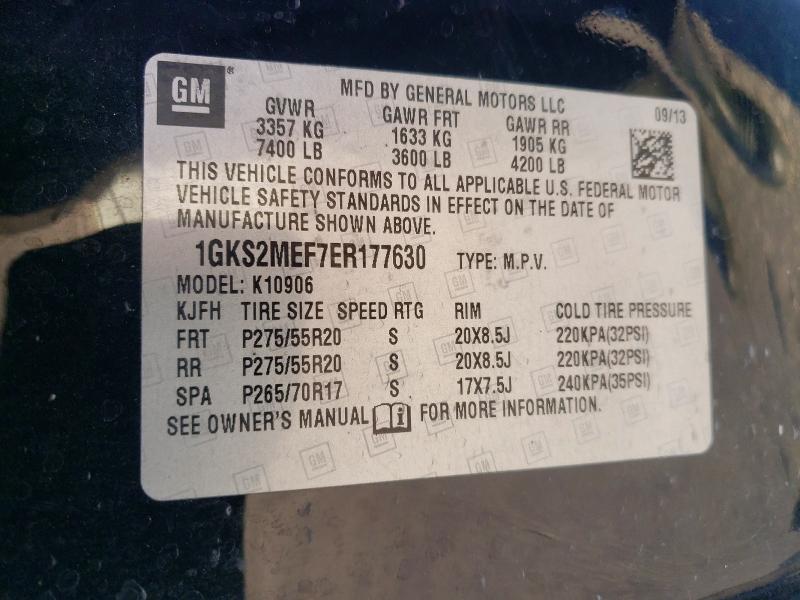 GM®
MFD BY GENERAL MOTORS LLC
09/13
GVWR GAWR FRT GAWR RR
3357 KG 1633 KG 1905 KG
7400 LB 3600 LB 4200 LB
THIS VEHICLE CONFORMS TO ALL APPLICABLE U.S. FEDERAL MOTOR
VEHICLE SAFETY STANDARDS IN EFFECT ON THE DATE OF
MANUFACTURE SHOWN ABOVE.
1GKS2MEF7ER177630 TYPE: M.P.V.
MODEL: K10906
KJFH TIRE SIZE SPEED RTG RIM COLD TIRE PRESSURE
FRT P275/55R20 S 20X8.5J 220KPA(32PSI)
RR P275/55R20 S 20X8.5J 220KPA(32PSI)
SPA P265/70R17 S 17X7.5J 240KPA(35PSI)
SEE OWNER'S MANUAL i FOR MORE INFORMATION.